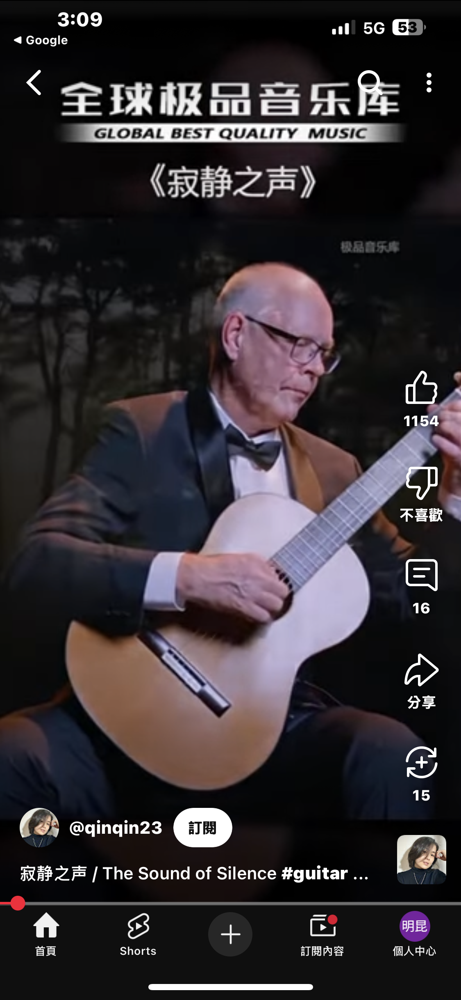 3:09
5G
53
◀ Google
全球极品音乐库
GLOBAL BEST QUALITY MUSIC
《寂静之声》
极品音乐库
1154
不喜歡
16
分享
15
@qinqin23
訂閱
寂静之声 / The Sound of Silence #guitar ...
首頁
Shorts
訂閱內容
明昆
個人中心